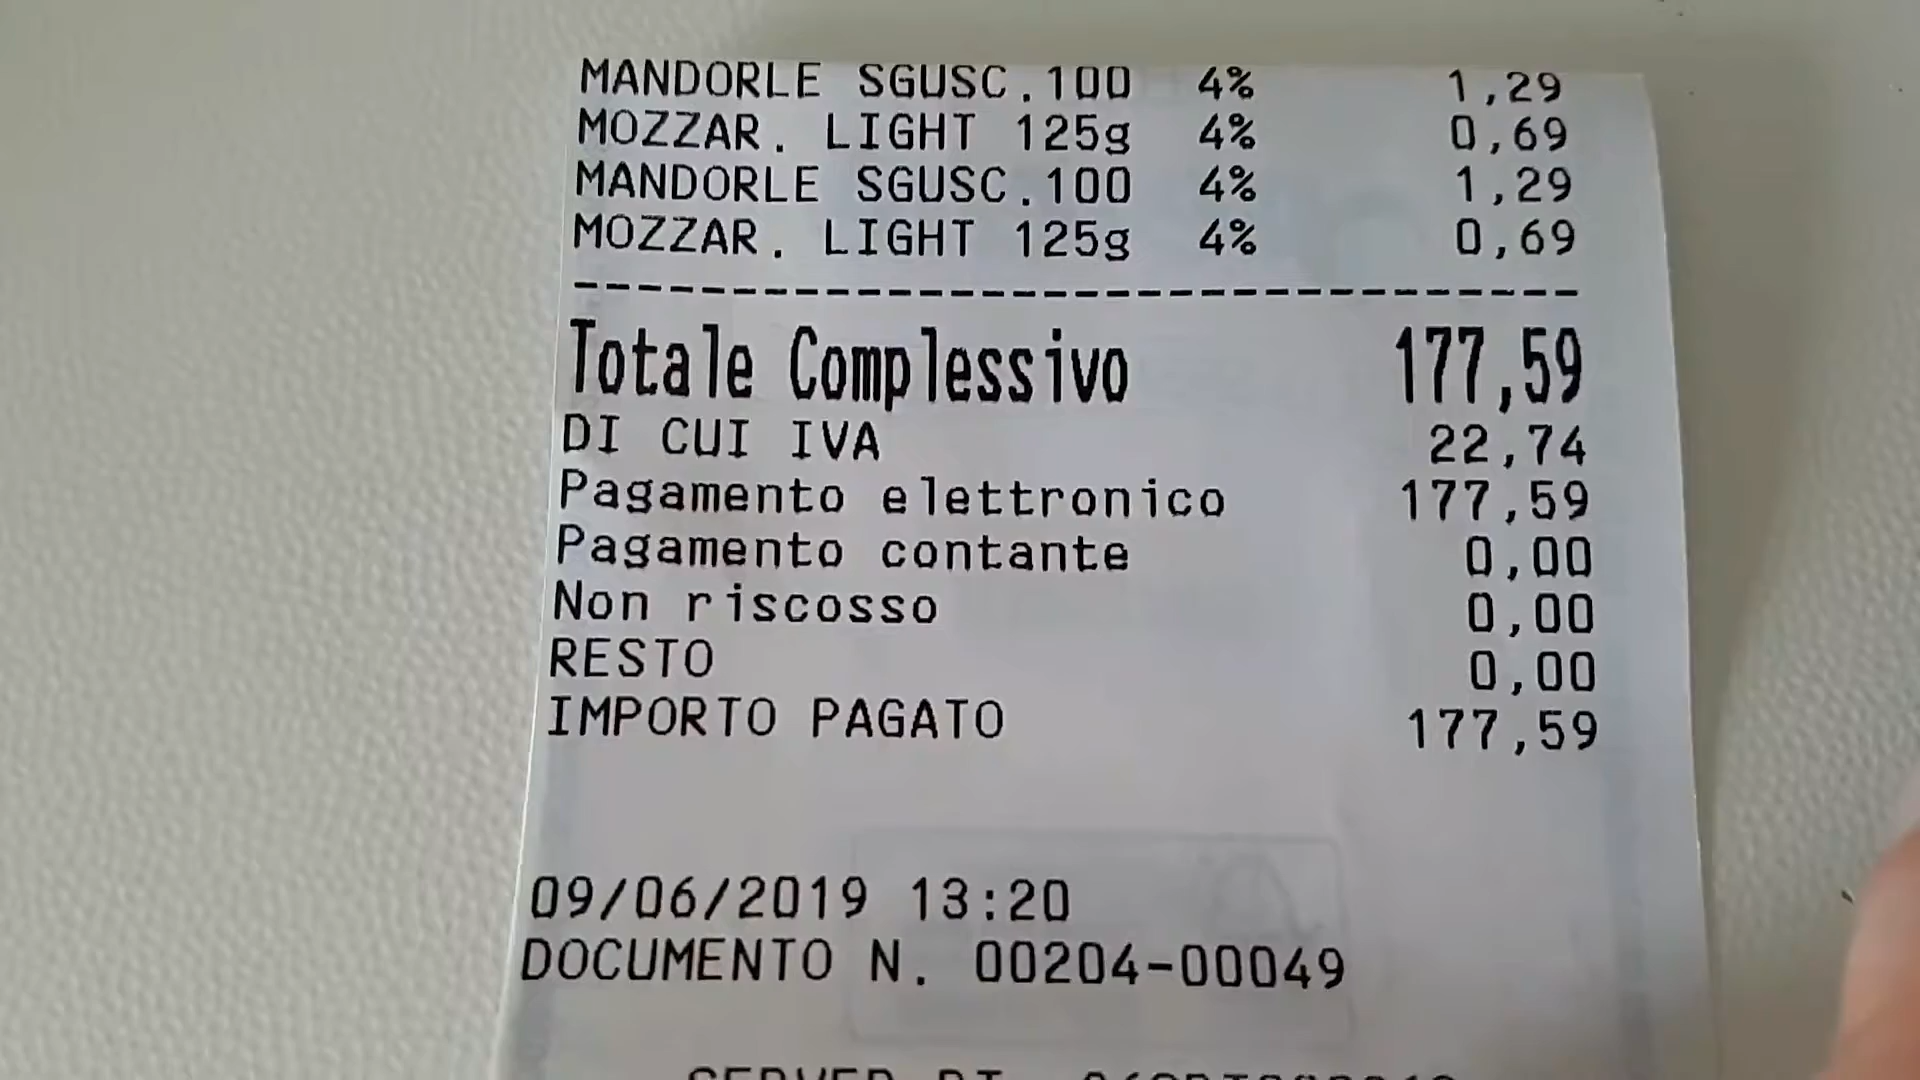 MANDORLE SGUSC.100 4% 1,29
MOZZAR. LIGHT 125g 4% 0,69
MANDORLE SGUSC.100 4% 1,29
MOZZAR. LIGHT 125g 4% 0,69
--------------------------------
Totale Complessivo 177,59
DI CUI IVA 22,74
Pagamento elettronico 177,59
Pagamento contante 0,00
Non riscosso 0,00
RESTO 0,00
IMPORTO PAGATO 177,59
09/06/2019 13:20
DOCUMENTO N. 00204-00049